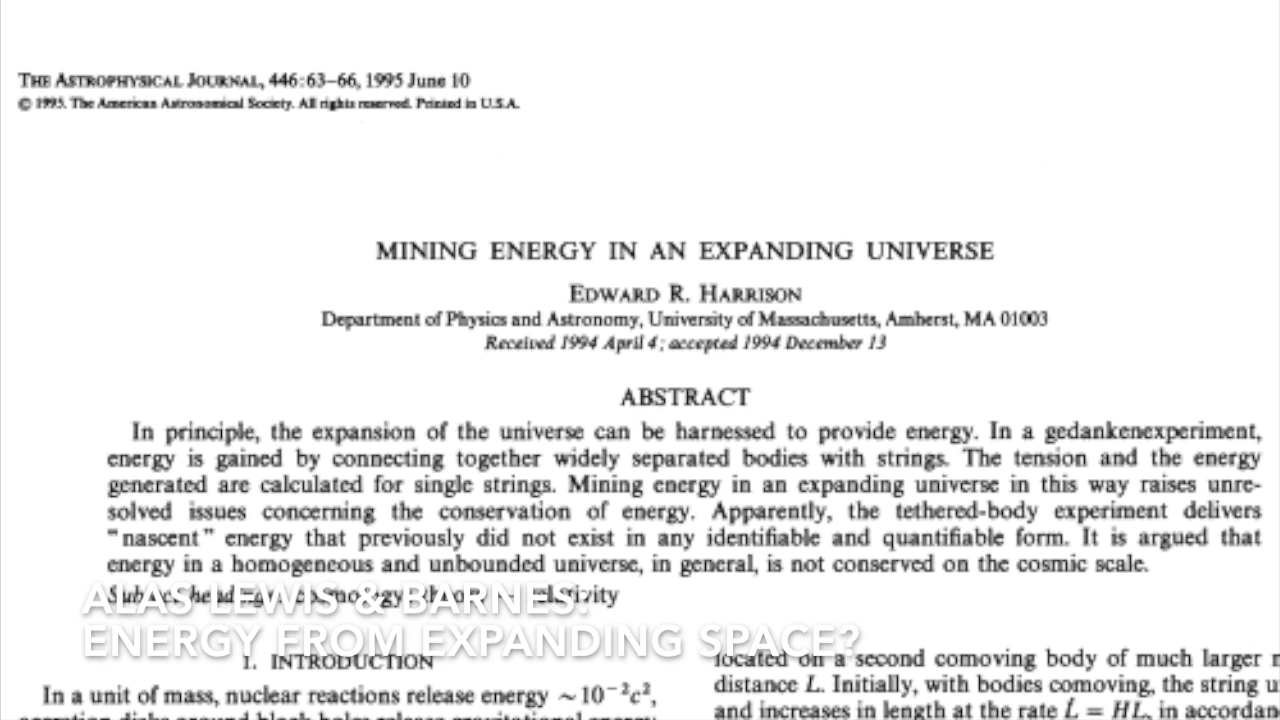 THE ASTROPHYSICAL JOURNAL, 446:63–66, 1995 June 10
© 1995. The American Astronomical Society. All rights reserved. Printed in U.S.A.
MINING ENERGY IN AN EXPANDING UNIVERSE
EDWARD R. HARRISON
Department of Physics and Astronomy, University of Massachusetts, Amherst, MA 01003
Received 1994 April 4; accepted 1994 December 13
ABSTRACT
In principle, the expansion of the universe can be harnessed to provide energy. In a gedankenexperiment,
energy is gained by connecting together widely separated bodies with strings. The tension and the energy
generated are calculated for single strings. Mining energy in an expanding universe in this way raises unre-
solved issues concerning the conservation of energy. Apparently, the tethered-body experiment delivers
"nascent" energy that previously did not exist in any identifiable and quantifiable form. It is argued that
energy in a homogeneous and unbounded universe, in general, is not conserved on the cosmic scale.
ALAS LEWIS & BARNES:
ENERGY FROM EXPANDING SPACE?
1. INTRODUCTION
In a unit of mass, nuclear reactions release energy ~10⁻²c²,
located on a second comoving body of much larger
distance L. Initially, with bodies comoving, the string
and increases in length at the rate L̇ = HL, in